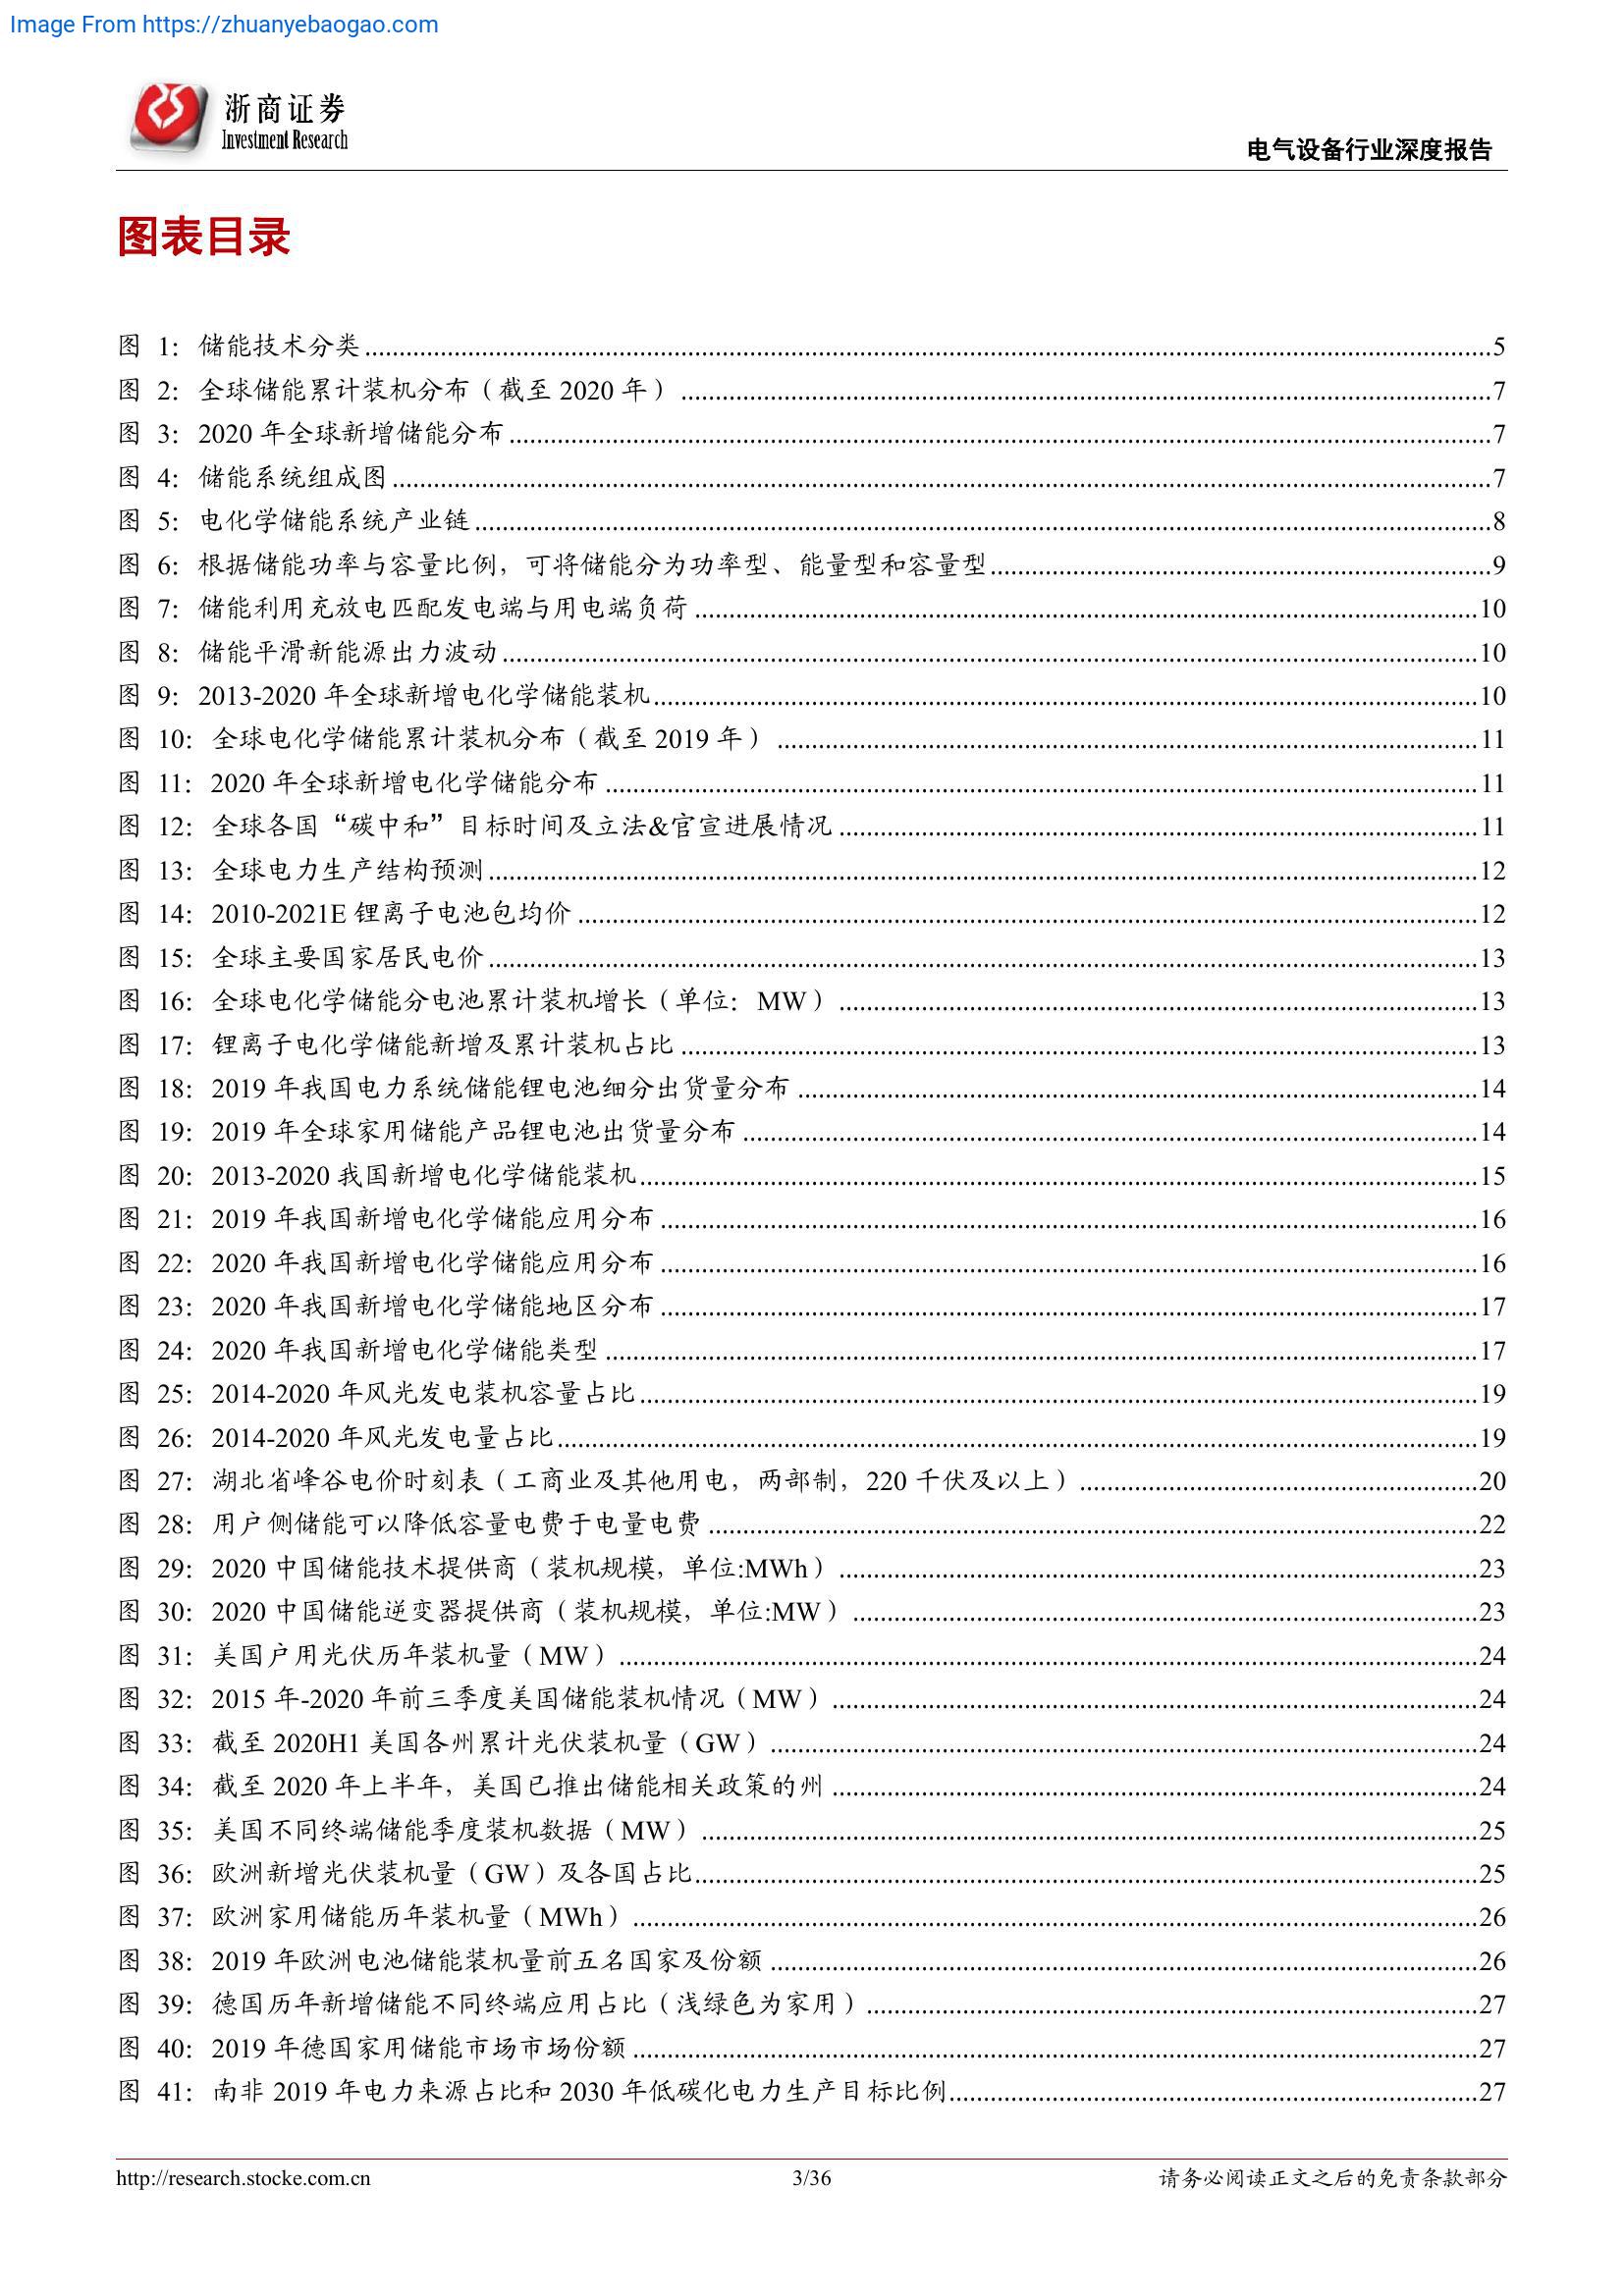 Image From https://zhuanyebaogao.com
浙商证券
Investment Research
电气设备行业深度报告
图表目录
图 1：储能技术分类........................................5
图 2：全球储能累计装机分布（截至 2020 年）........................................7
图 3：2020 年全球新增储能分布........................................7
图 4：储能系统组成图........................................7
图 5：电化学储能系统产业链........................................8
图 6：根据储能功率与容量比例，可将储能分为功率型、能量型和容量型........................................9
图 7：储能利用充放电匹配发电端与用电端负荷........................................10
图 8：储能平滑新能源出力波动........................................10
图 9：2013-2020 年全球新增电化学储能装机........................................10
图 10：全球电化学储能累计装机分布（截至 2019 年）........................................11
图 11：2020 年全球新增电化学储能分布........................................11
图 12：全球各国“碳中和”目标时间及立法&官宣进展情况........................................11
图 13：全球电力生产结构预测........................................12
图 14：2010-2021E 锂离子电池包均价........................................12
图 15：全球主要国家居民电价........................................13
图 16：全球电化学储能分电池累计装机增长（单位：MW）........................................13
图 17：锂离子电化学储能新增及累计装机占比........................................13
图 18：2019 年我国电力系统储能锂电池细分出货量分布........................................14
图 19：2019 年全球家用储能产品锂电池出货量分布........................................14
图 20：2013-2020 我国新增电化学储能装机........................................15
图 21：2019 年我国新增电化学储能应用分布........................................16
图 22：2020 年我国新增电化学储能应用分布........................................16
图 23：2020 年我国新增电化学储能地区分布........................................17
图 24：2020 年我国新增电化学储能类型........................................17
图 25：2014-2020 年风光发电装机容量占比........................................19
图 26：2014-2020 年风光发电量占比........................................19
图 27：湖北省峰谷电价时刻表（工商业及其他用电，两部制，220 千伏及以上）........................................20
图 28：用户侧储能可以降低容量电费于电量电费........................................22
图 29：2020 中国储能技术提供商（装机规模，单位:MWh）........................................23
图 30：2020 中国储能逆变器提供商（装机规模，单位:MW）........................................23
图 31：美国户用光伏历年装机量（MW）........................................24
图 32：2015 年-2020 年前三季度美国储能装机情况（MW）........................................24
图 33：截至 2020H1 美国各州累计光伏装机量（GW）........................................24
图 34：截至 2020 年上半年，美国已推出储能相关政策的州........................................24
图 35：美国不同终端储能季度装机数据（MW）........................................25
图 36：欧洲新增光伏装机量（GW）及各国占比........................................25
图 37：欧洲家用储能历年装机量（MWh）........................................26
图 38：2019 年欧洲电池储能装机量前五名国家及份额........................................26
图 39：德国历年新增储能不同终端应用占比（浅绿色为家用）........................................27
图 40：2019 年德国家用储能市场市场份额........................................27
图 41：南非 2019 年电力来源占比和 2030 年低碳化电力生产目标比例........................................27
http://research.stocke.com.cn
3/36
请务必阅读正文之后的免责条款部分